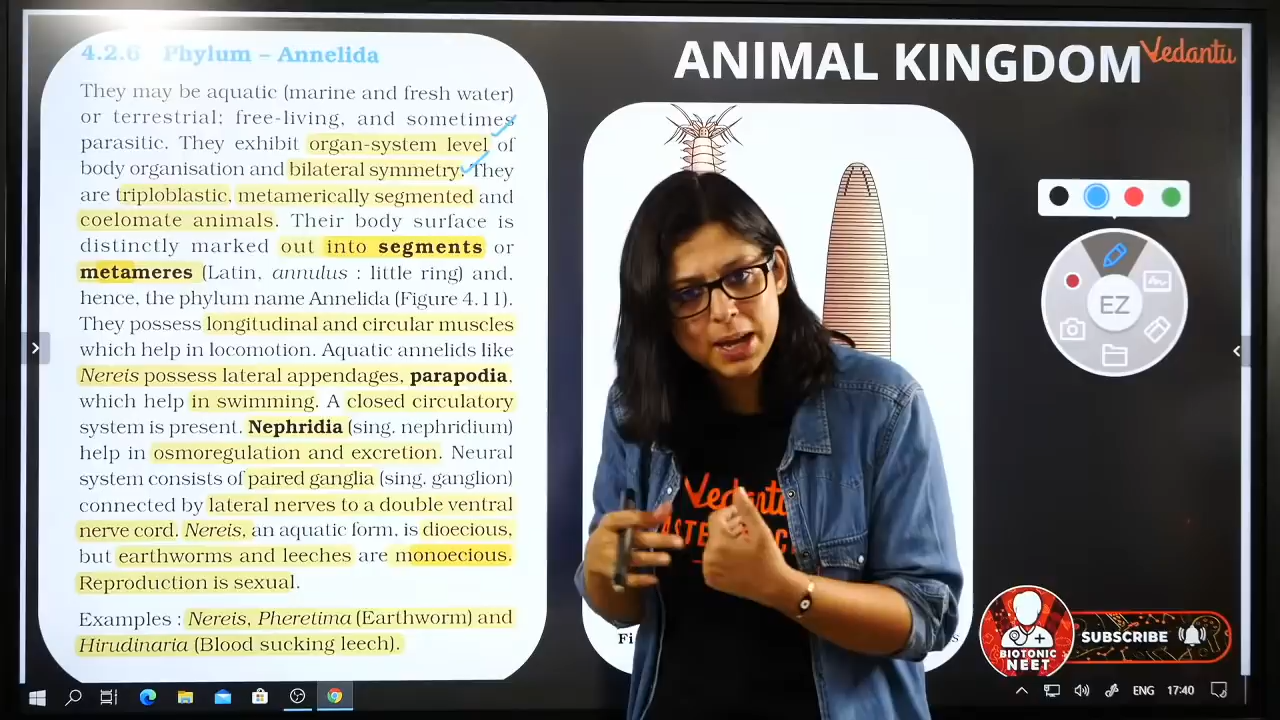 4.2.6 Phylum – Annelida
They may be aquatic (marine and fresh water)
or terrestrial; free-living, and sometimes
parasitic. They exhibit organ-system level of
body organisation and bilateral symmetry. They
are triploblastic, metamerically segmented and
coelomate animals. Their body surface is
distinctly marked out into segments or
metameres (Latin, annulus : little ring) and,
hence, the phylum name Annelida (Figure 4.11).
They possess longitudinal and circular muscles
which help in locomotion. Aquatic annelids like
Nereis possess lateral appendages, parapodia,
which help in swimming. A closed circulatory
system is present. Nephridia (sing. nephridium)
help in osmoregulation and excretion. Neural
system consists of paired ganglia (sing. ganglion)
connected by lateral nerves to a double ventral
nerve cord. Nereis, an aquatic form, is dioecious,
but earthworms and leeches are monoecious.
Reproduction is sexual.
Examples : Nereis, Pheretima (Earthworm) and
Hirudinaria (Blood sucking leech).
ANIMAL KINGDOM
Vedantu
EZ
Vedantu
Fi
BIOTONIC
NEET
SUBSCRIBE
ENG 17:40